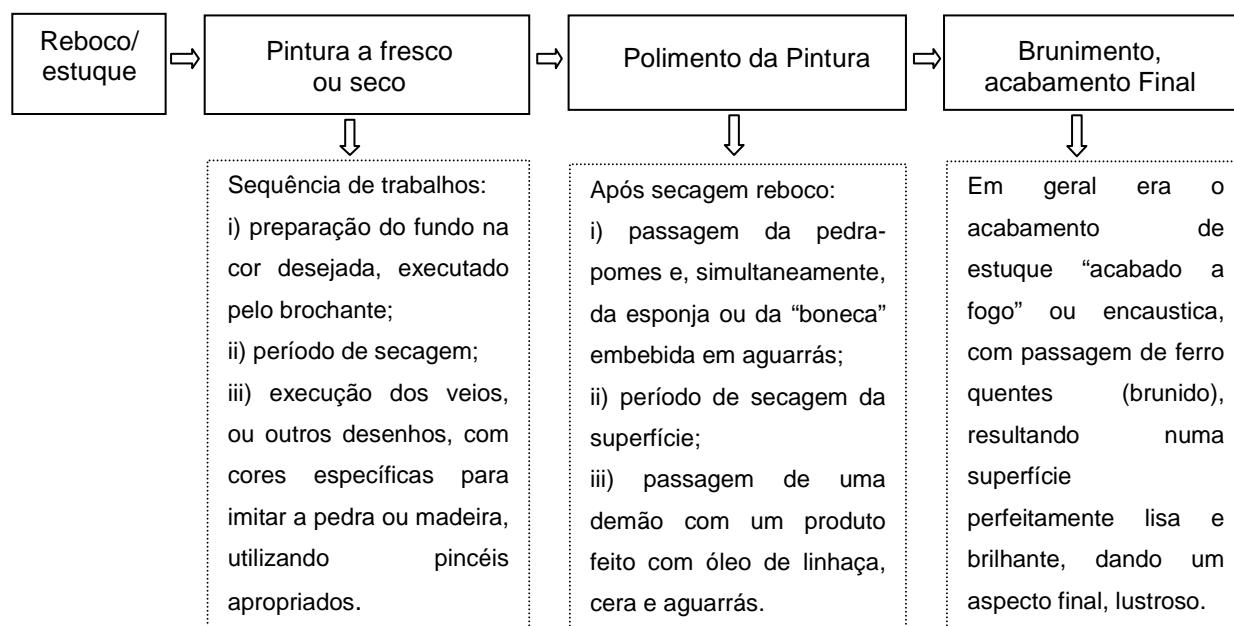 Reboco/
estuque
Pintura a fresco
ou seco
Polimento da Pintura
Brunimento,
acabamento Final
Sequência de trabalhos:
i) preparação do fundo na
cor desejada, executado
pelo brochante;
ii) período de secagem;
iii) execução dos veios,
ou outros desenhos, com
cores específicas para
imitar a pedra ou madeira,
utilizando pincéis
apropriados.
Após secagem reboco:
i) passagem da pedra-
pomes e, simultaneamente,
da esponja ou da “boneca”
embebida em aguarrás;
ii) período de secagem da
superfície;
iii) passagem de uma
demão com um produto
feito com óleo de linhaça,
cera e aguarrás.
Em geral era o
acabamento de
estuque “acabado a
fogo” ou encaustica,
com passagem de ferro
quentes (brunido),
resultando numa
superfície
perfeitamente lisa e
brilhante, dando um
aspecto final, lustroso.